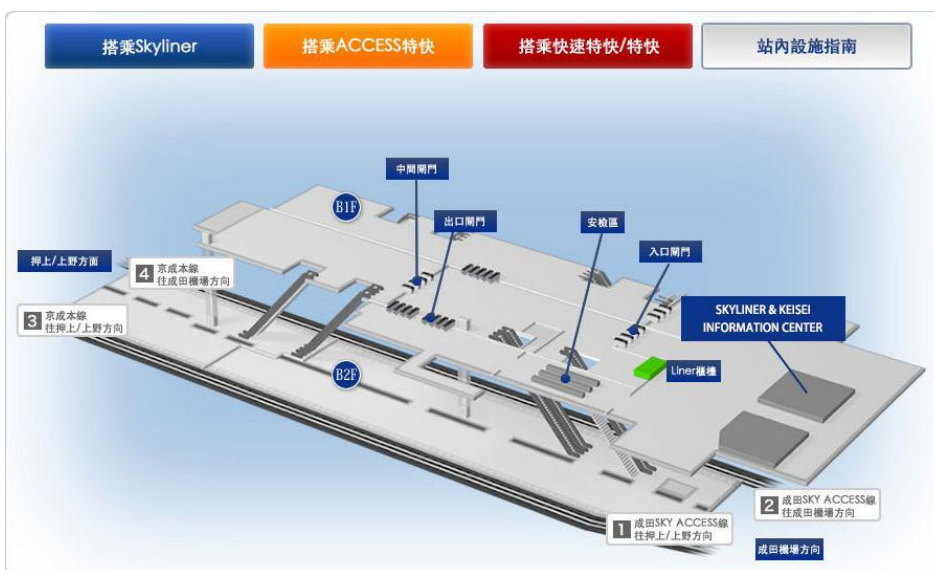 搭乘Skyliner
搭乘ACCESS特快
搭乘快速特快/特快
站內設施指南
中間閘門
B1F
出口閘門
安檢區
入口閘門
押上/上野方面
4 京成本線
往成田機場方向
3 京成本線
往押上/上野方向
SKYLINER & KEISEI
INFORMATION CENTER
Liner櫃檯
B2F
2 成田SKY ACCESS線
往成田機場方向
1 成田SKY ACCESS線
往押上/上野方向
成田機場方向